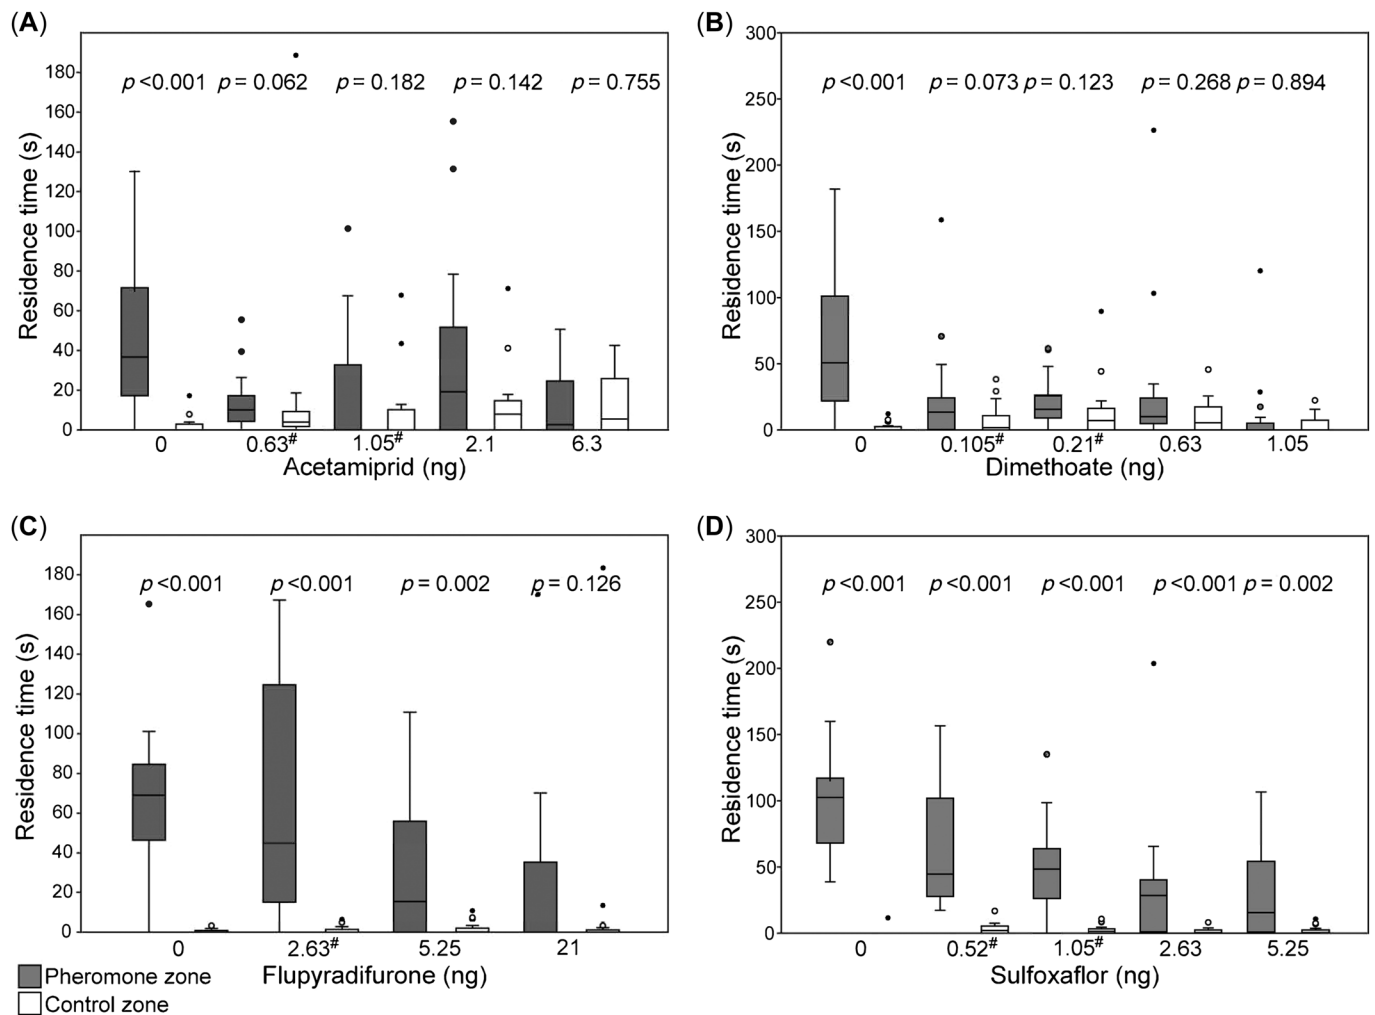 (A)
p <0.001 p = 0.062 p = 0.182 p = 0.142 p = 0.755
Residence time (s)
180
160
140
120
100
80
60
40
20
0
0 0.63# 1.05# 2.1 6.3
Acetamiprid (ng)
(B)
p <0.001 p = 0.073 p = 0.123 p = 0.268 p = 0.894
Residence time (s)
300
250
200
150
100
50
0
0 0.105# 0.21# 0.63 1.05
Dimethoate (ng)
(C)
p <0.001 p <0.001 p = 0.002 p = 0.126
Residence time (s)
180
160
140
120
100
80
60
40
20
0
0 2.63# 5.25 21
Flupyradifurone (ng)
Pheromone zone
Control zone
(D)
p <0.001 p <0.001 p <0.001 p <0.001 p = 0.002
Residence time (s)
300
250
200
150
100
50
0
0 0.52# 1.05# 2.63 5.25
Sulfoxaflor (ng)